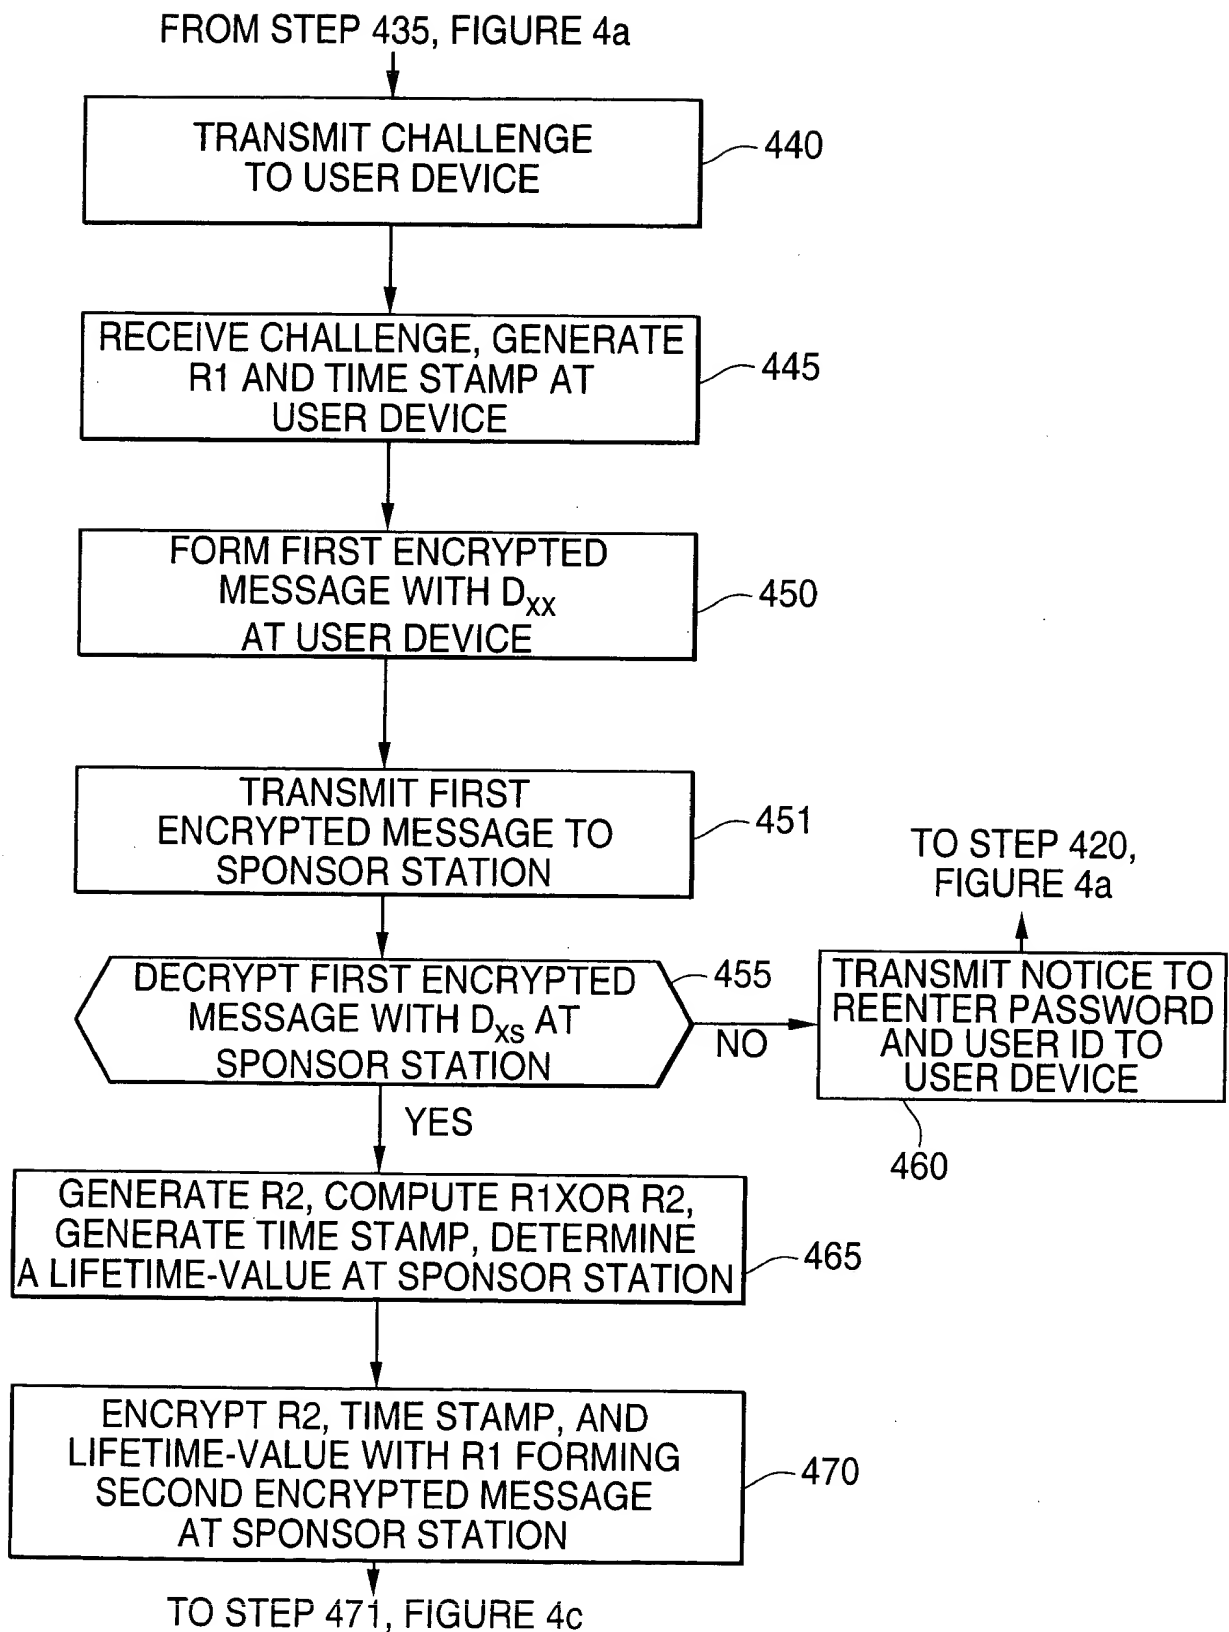 FROM STEP 435, FIGURE 4a
TRANSMIT CHALLENGE
TO USER DEVICE
440
RECEIVE CHALLENGE, GENERATE
R1 AND TIME STAMP AT
USER DEVICE
445
FORM FIRST ENCRYPTED
MESSAGE WITH Dxx
AT USER DEVICE
450
TRANSMIT FIRST
ENCRYPTED MESSAGE TO
SPONSOR STATION
451
DECRYPT FIRST ENCRYPTED
MESSAGE WITH Dxs AT
SPONSOR STATION
455
NO
TO STEP 420,
FIGURE 4a
TRANSMIT NOTICE TO
REENTER PASSWORD
AND USER ID TO
USER DEVICE
460
YES
GENERATE R2, COMPUTE R1XOR R2,
GENERATE TIME STAMP, DETERMINE
A LIFETIME-VALUE AT SPONSOR STATION
465
ENCRYPT R2, TIME STAMP, AND
LIFETIME-VALUE WITH R1 FORMING
SECOND ENCRYPTED MESSAGE
AT SPONSOR STATION
470
TO STEP 471, FIGURE 4c